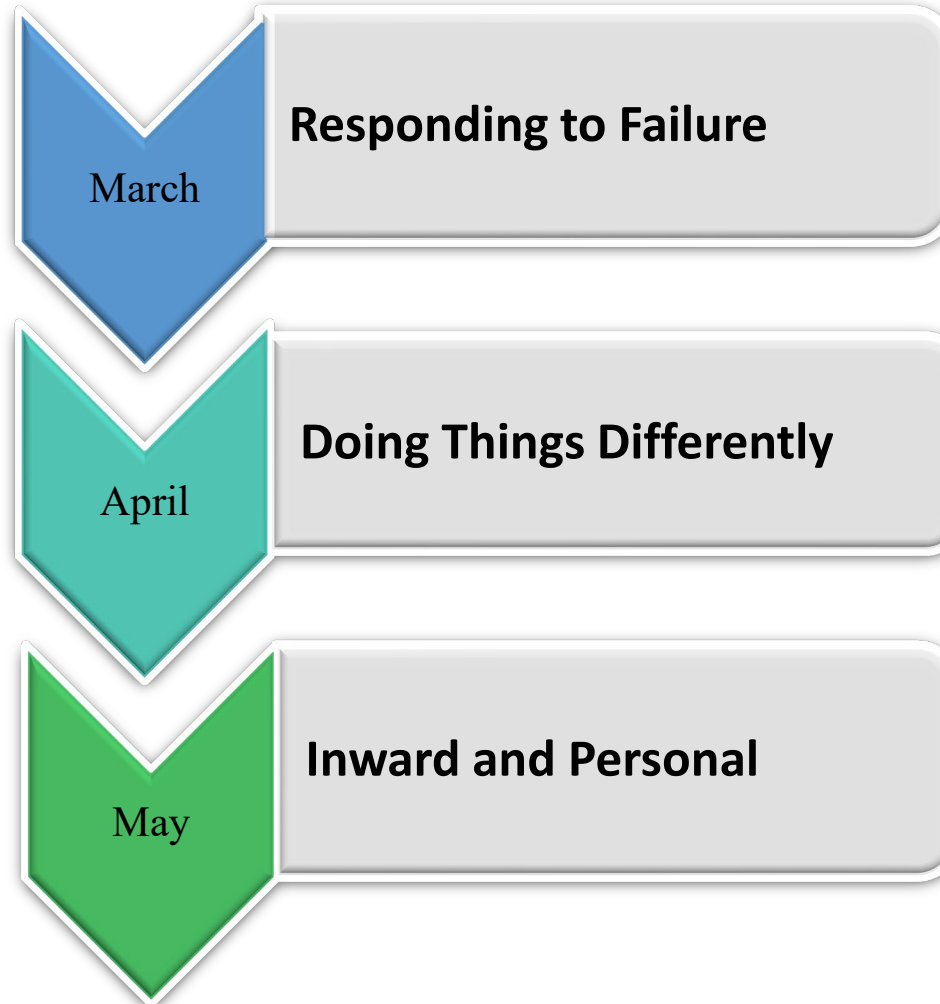 March
Responding to Failure
April
Doing Things Differently
May
Inward and Personal